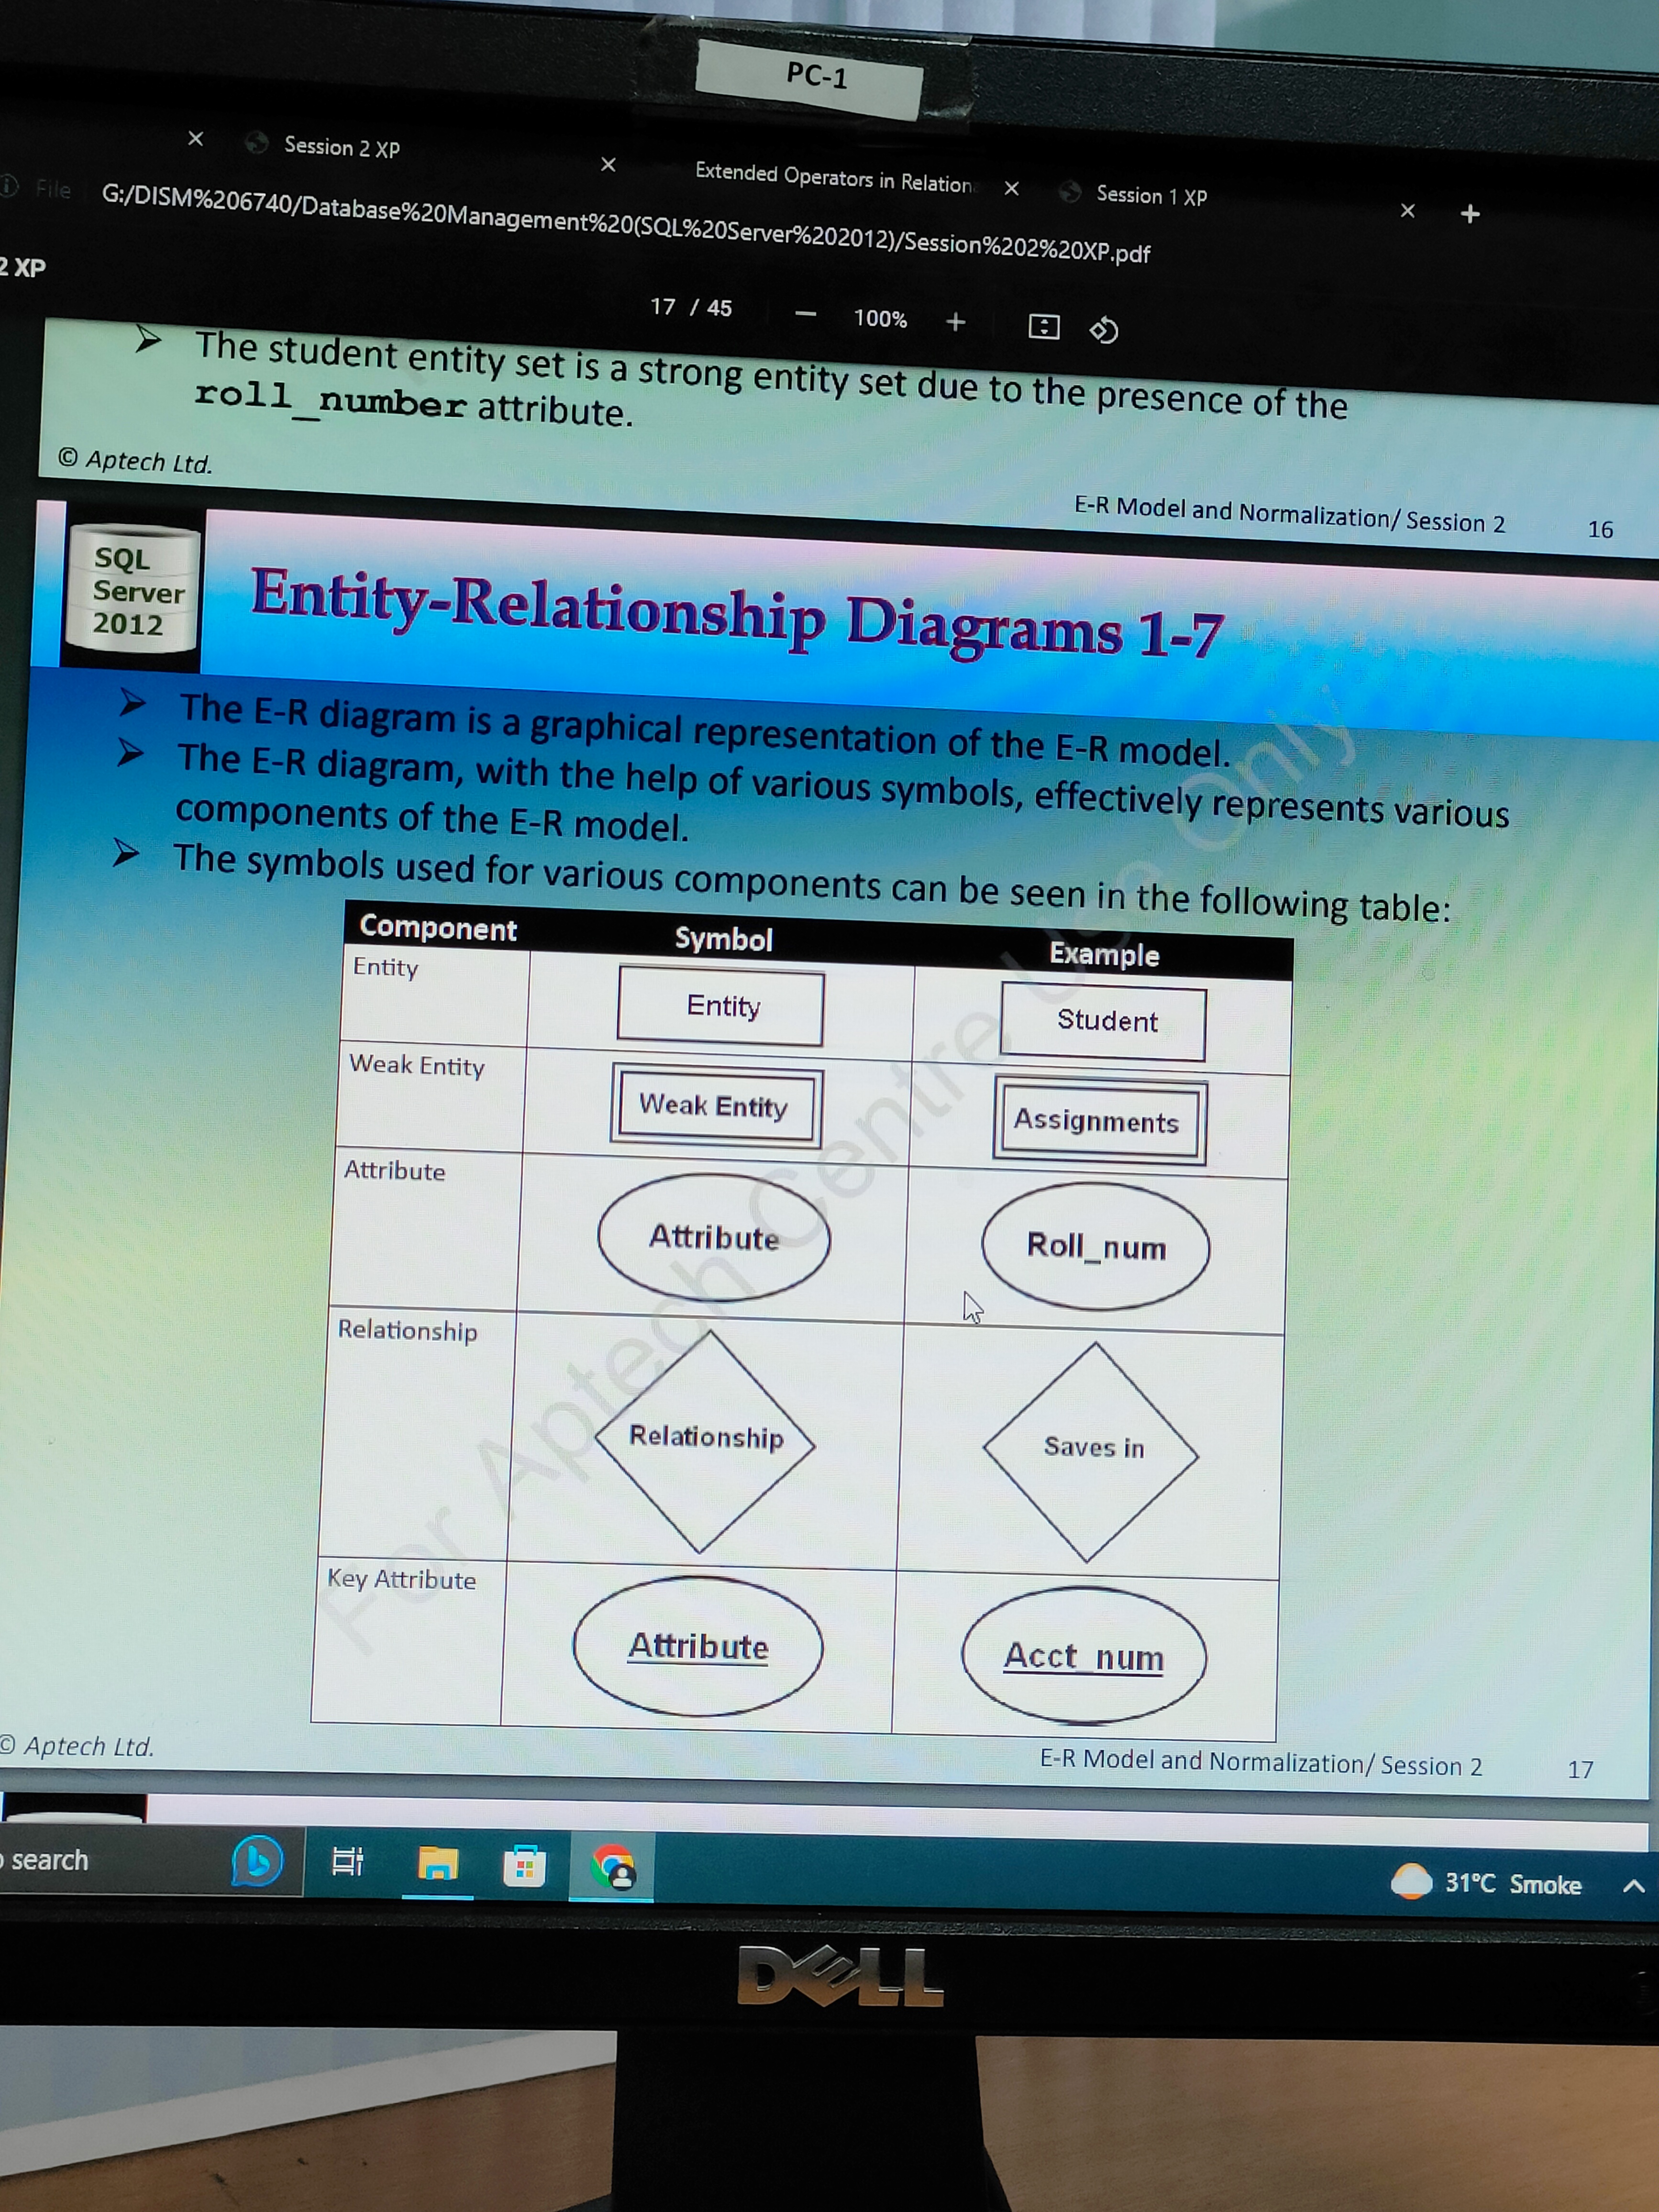 PC-1
Session 2 XP
Extended Operators in Relation
Session 1 XP
File
G:/DISM%206740/Database%20Management%20(SQL%20Server%202012)/Session%202%20XP.pdf
2 XP
17 / 45
100%
The student entity set is a strong entity set due to the presence of the
roll_number attribute.
© Aptech Ltd.
E-R Model and Normalization/ Session 2
16
SQL
Server
2012
Entity-Relationship Diagrams 1-7
The E-R diagram is a graphical representation of the E-R model.
The E-R diagram, with the help of various symbols, effectively represents various
components of the E-R model.
The symbols used for various components can be seen in the following table:
Component Symbol Example
Entity Entity Student
Weak Entity Weak Entity Assignments
Attribute Attribute Roll_num
Relationship Relationship Saves in
Key Attribute Attribute Acct_num
For Aptech Centre Use Only
© Aptech Ltd.
E-R Model and Normalization/ Session 2
17
search
31°C Smoke
DELL